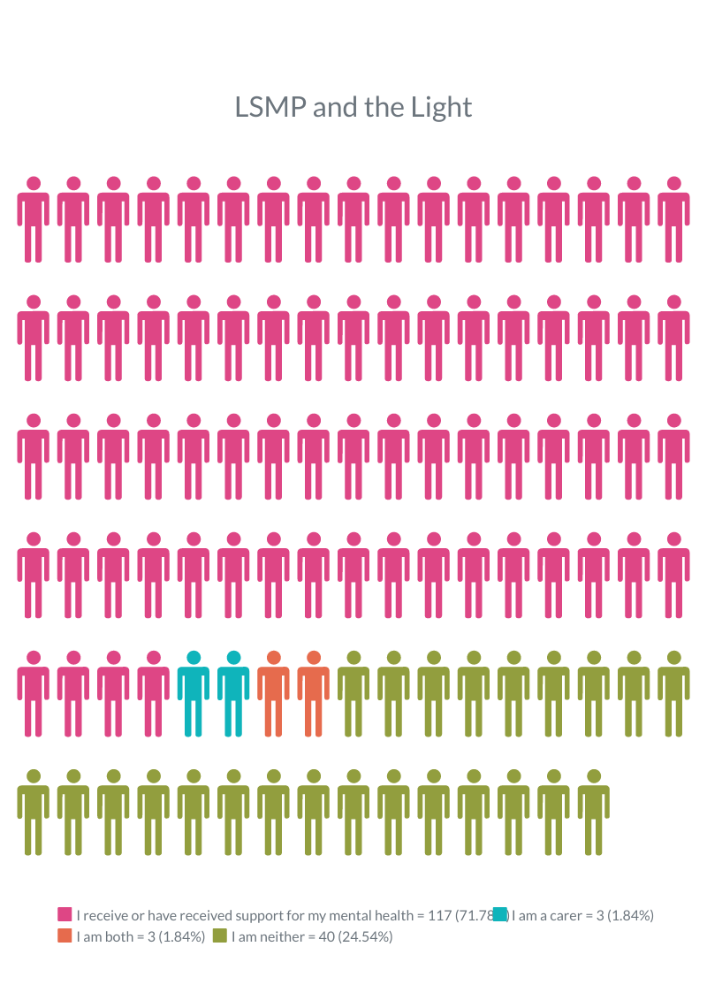 LSMP and the Light
I receive or have received support for my mental health = 117 (71.78 ) I am a carer = 3 (1.84%)
I am both = 3 (1.84%) I am neither = 40 (24.54%)